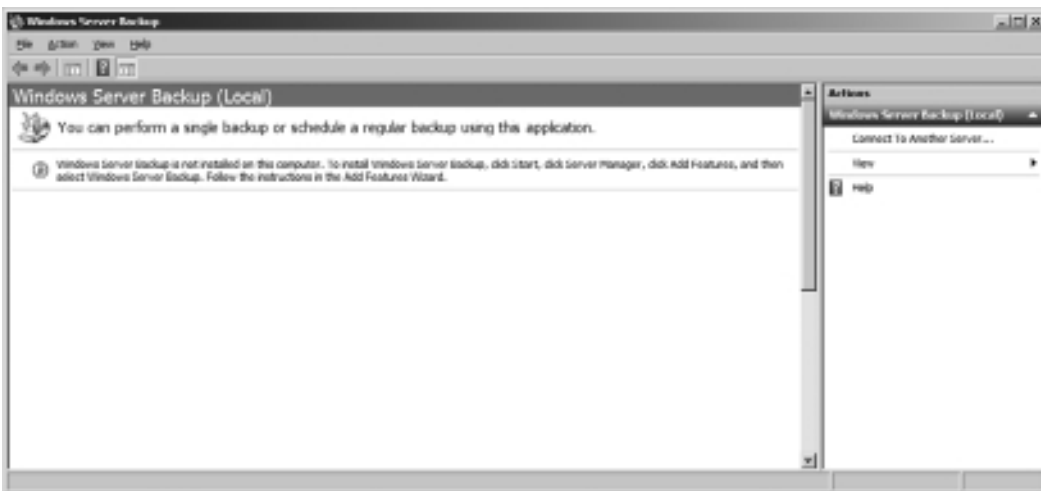 Windows Server Backup
File Action View Help
Windows Server Backup (Local)
You can perform a single backup or schedule a regular backup using this application.
Windows Server Backup is not installed on this computer. To install Windows Server Backup, click Start, click Server Manager, click Add Features, and then
select Windows Server Backup. Follow the instructions in the Add Features Wizard.
Actions
Windows Server Backup (Local)
Connect To Another Server...
View
Help